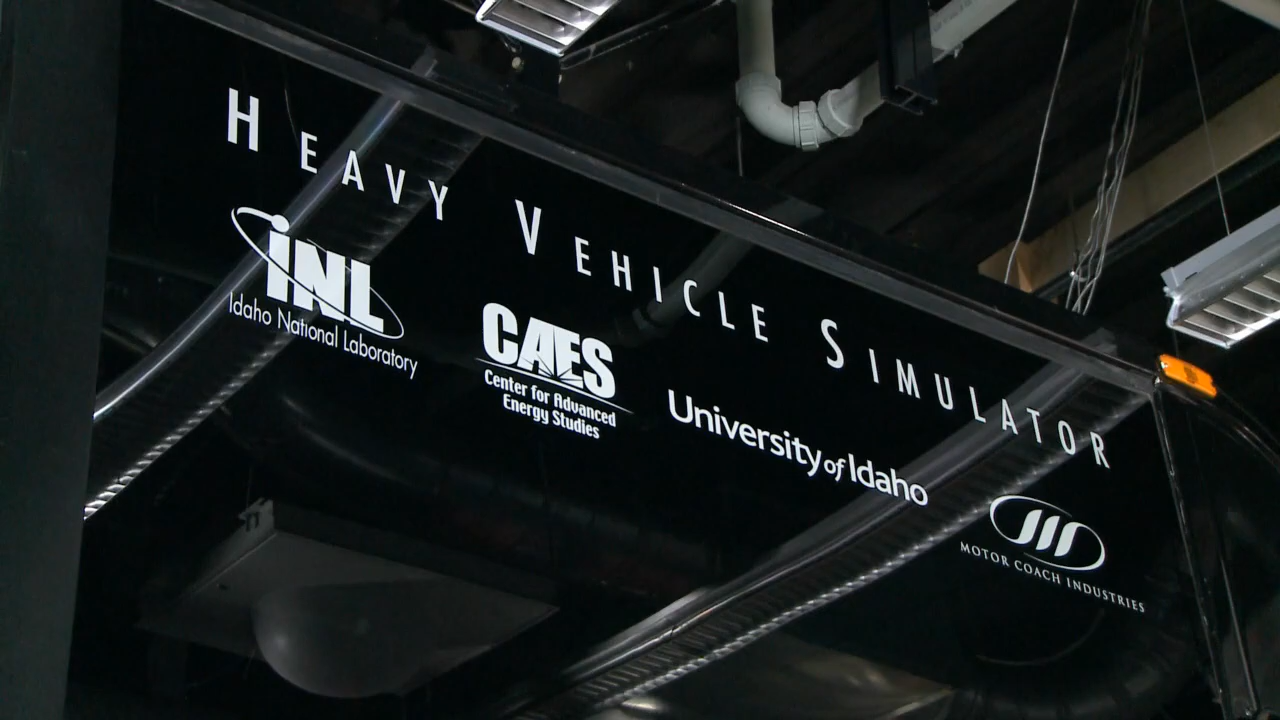 HEAVY VEHICLE SIMULATOR
INL
Idaho National Laboratory
CAES
Center for Advanced
Energy Studies
University of Idaho
MOTOR COACH INDUSTRIES